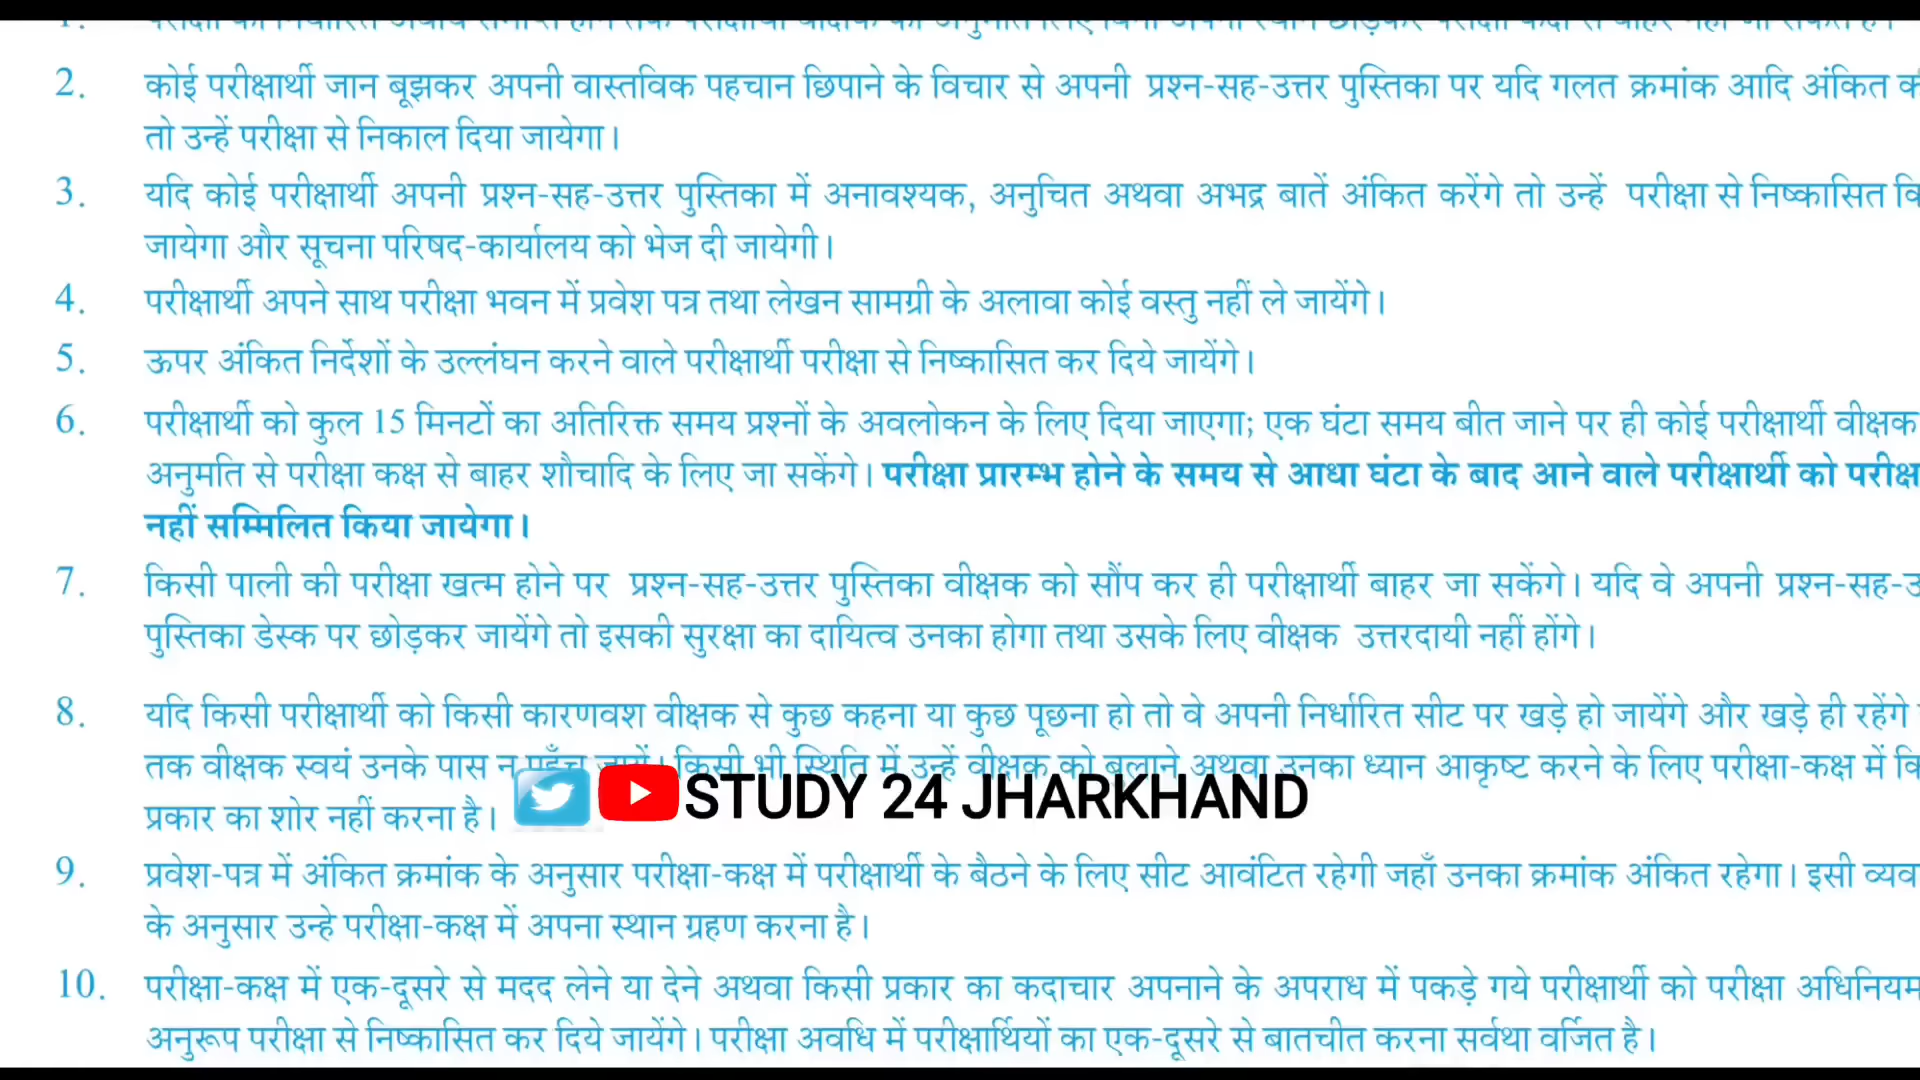 2. कोई परीक्षार्थी जान बूझकर अपनी वास्तविक पहचान छिपाने के विचार से अपनी प्रश्न-सह-उत्तर पुस्तिका पर यदि गलत क्रमांक आदि अंकित
तो उन्हें परीक्षा से निकाल दिया जायेगा।
3. यदि कोई परीक्षार्थी अपनी प्रश्न-सह-उत्तर पुस्तिका में अनावश्यक, अनुचित अथवा अभद्र बातें अंकित करेंगे तो उन्हें परीक्षा से निष्कासित
जायेगा और सूचना परिषद-कार्यालय को भेज दी जायेगी।
4. परीक्षार्थी अपने साथ परीक्षा भवन में प्रवेश पत्र तथा लेखन सामग्री के अलावा कोई वस्तु नहीं ले जायेंगे।
5. ऊपर अंकित निर्देशों के उल्लंघन करने वाले परीक्षार्थी परीक्षा से निष्कासित कर दिये जायेंगे।
6. परीक्षार्थी को कुल 15 मिनटों का अतिरिक्त समय प्रश्नों के अवलोकन के लिए दिया जाएगा; एक घंटा समय बीत जाने पर ही कोई परीक्षार्थी वीक्षक
अनुमति से परीक्षा कक्ष से बाहर शौचादि के लिए जा सकेंगे। परीक्षा प्रारम्भ होने के समय से आधा घंटा के बाद आने वाले परीक्षार्थी को
नहीं सम्मिलित किया जायेगा।
7. किसी पाली की परीक्षा खत्म होने पर प्रश्न-सह-उत्तर पुस्तिका वीक्षक को सौंप कर ही परीक्षार्थी बाहर जा सकेंगे। यदि वे अपनी प्रश्न-सह-
पुस्तिका डेस्क पर छोड़कर जायेंगे तो इसकी सुरक्षा का दायित्व उनका होगा तथा उसके लिए वीक्षक उत्तरदायी नहीं होंगे।
8. यदि किसी परीक्षार्थी को किसी कारणवश वीक्षक से कुछ कहना या कुछ पूछना हो तो वे अपनी निर्धारित सीट पर खड़े हो जायेंगे और खड़े ही रहेंगे
तक वीक्षक स्वयं उनके पास न पहुँच जायें। किसी भी स्थिति में उन्हें वीक्षक को बुलाने अथवा उनका ध्यान आकृष्ट करने के लिए परीक्षा-कक्ष में
प्रकार का शोर नहीं करना है।
STUDY 24 JHARKHAND
9. प्रवेश-पत्र में अंकित क्रमांक के अनुसार परीक्षा-कक्ष में परीक्षार्थी के बैठने के लिए सीट आवंटित रहेगी जहाँ उनका क्रमांक अंकित रहेगा। इसी
के अनुसार उन्हे परीक्षा-कक्ष में अपना स्थान ग्रहण करना है।
10. परीक्षा-कक्ष में एक-दूसरे से मदद लेने या देने अथवा किसी प्रकार का कदाचार अपनाने के अपराध में पकड़े गये परीक्षार्थी को परीक्षा अधिनियम
अनुरूप परीक्षा से निष्कासित कर दिये जायेंगे। परीक्षा अवधि में परीक्षार्थियों का एक-दूसरे से बातचीत करना सर्वथा वर्जित है।